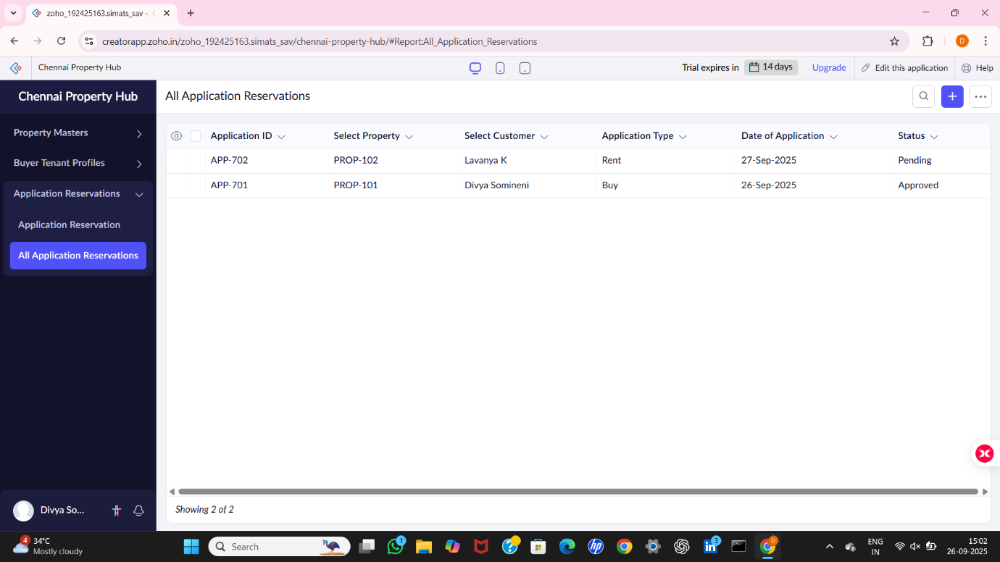 zoho_192425163.simats_sav -
creatorapp.zoho.in/zoho_192425163.simats_sav/chennai-property-hub/#Report:All_Application_Reservations
D
Chennai Property Hub
Trial expires in 14 days Upgrade Edit this application Help
Chennai Property Hub
All Application Reservations
Property Masters
Buyer Tenant Profiles
Application Reservations
Application Reservation
All Application Reservations
Application ID Select Property Select Customer Application Type Date of Application Status
APP-702 PROP-102 Lavanya K Rent 27-Sep-2025 Pending
APP-701 PROP-101 Divya Somineni Buy 26-Sep-2025 Approved
Showing 2 of 2
Divya So...
4
34°C
Mostly cloudy
Search
1
hp
in
3
D
ENG
IN
15:02
26-09-2025